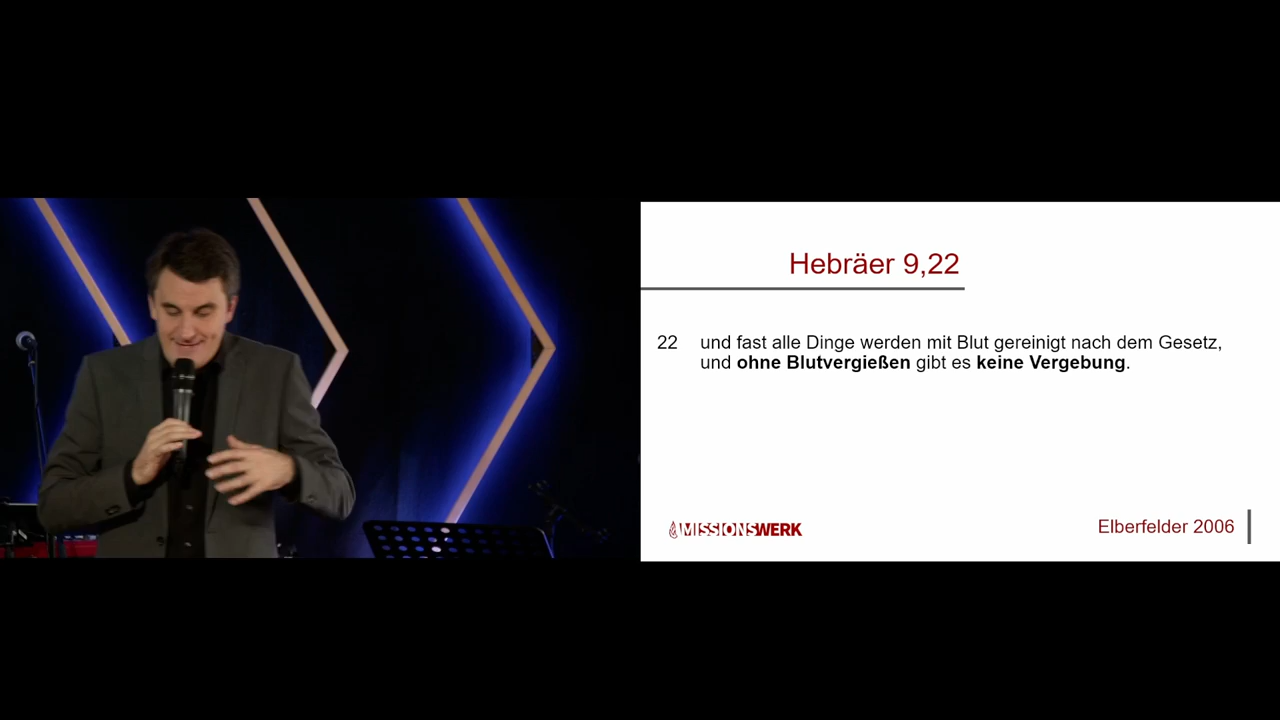 Hebräer 9,22
22 und fast alle Dinge werden mit Blut gereinigt nach dem Gesetz,
und ohne Blutvergießen gibt es keine Vergebung.
MISSIONSWERK
Elberfelder 2006